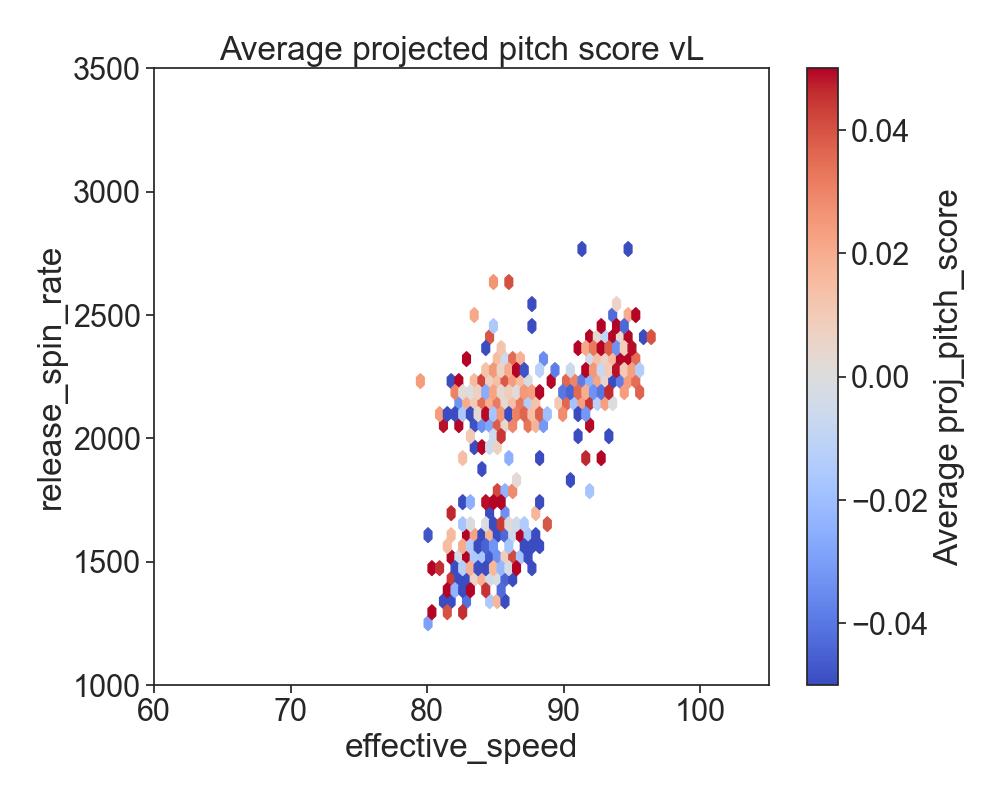 Average projected pitch score vL
3500
3000
2500
2000
1500
1000
release_spin_rate
60 70 80 90 100
effective_speed
0.04
0.02
0.00
−0.02
−0.04
Average proj_pitch_score